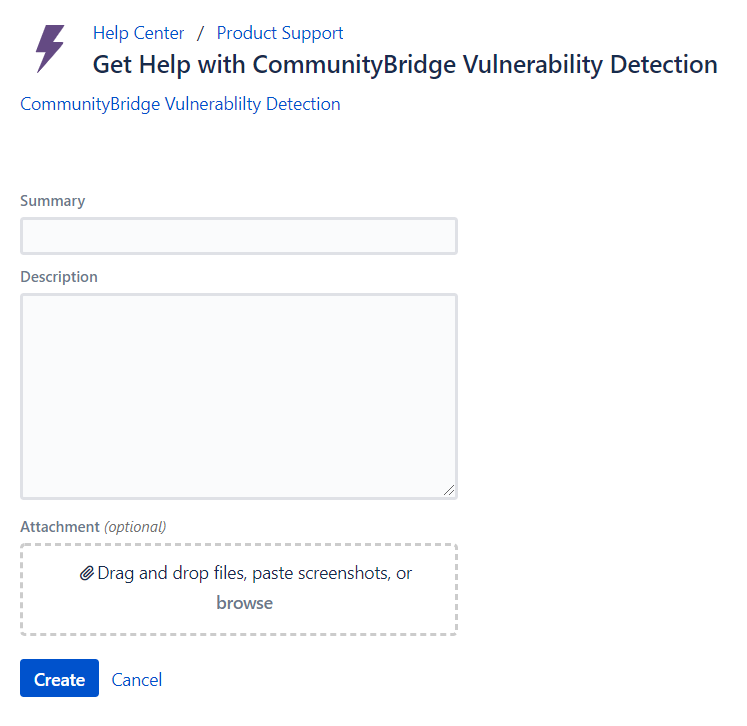 Help Center / Product Support
Get Help with CommunityBridge Vulnerability Detection
CommunityBridge Vulnerablilty Detection
Summary
Description
Attachment (optional)
Drag and drop files, paste screenshots, or
browse
Create Cancel